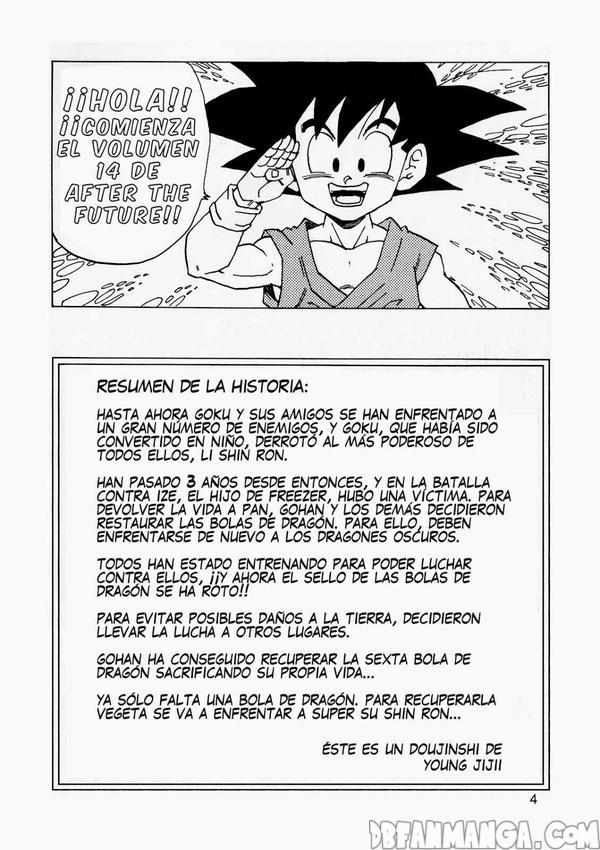 ¡¡HOLA!!
¡¡COMIENZA
EL VOLUMEN
14 DE
AFTER THE
FUTURE!!
RESUMEN DE LA HISTORIA:
HASTA AHORA GOKU Y SUS AMIGOS SE HAN ENFRENTADO A
UN GRAN NÚMERO DE ENEMIGOS, Y GOKU, QUE HABÍA SIDO
CONVERTIDO EN NIÑO, DERROTÓ AL MÁS PODEROSO DE
TODOS ELLOS, LI SHIN RON.
HAN PASADO 3 AÑOS DESDE ENTONCES, Y EN LA BATALLA
CONTRA IZE, EL HIJO DE FREEZER, HUBO UNA VÍCTIMA. PARA
DEVOLVER LA VIDA A PAN, GOHAN Y LOS DEMÁS DECIDIERON
RESTAURAR LAS BOLAS DE DRAGÓN. PARA ELLO, DEBEN
ENFRENTARSE DE NUEVO A LOS DRAGONES OSCUROS.
TODOS HAN ESTADO ENTRENANDO PARA PODER LUCHAR
CONTRA ELLOS, ¡¡Y AHORA EL SELLO DE LAS BOLAS DE
DRAGÓN SE HA ROTO!!
PARA EVITAR POSIBLES DAÑOS A LA TIERRA, DECIDIERON
LLEVAR LA LUCHA A OTROS LUGARES.
GOHAN HA CONSEGUIDO RECUPERAR LA SEXTA BOLA DE
DRAGÓN SACRIFICANDO SU PROPIA VIDA...
YA SÓLO FALTA UNA BOLA DE DRAGÓN. PARA RECUPERARLA
VEGETA SE VA A ENFRENTAR A SUPER SU SHIN RON...
ÉSTE ES UN DOUJINSHI DE
YOUNG JIJII
4
DBFANMANGA.COM